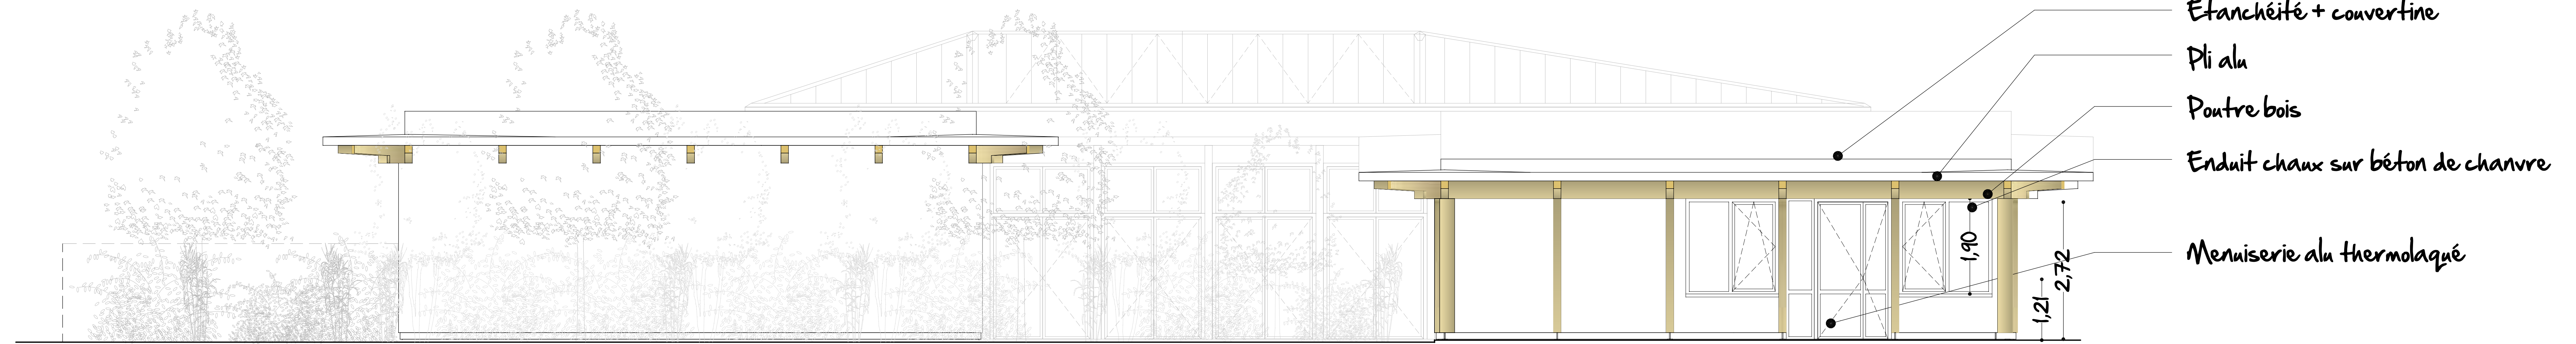 Etanchéité + couvertine
Pli alu
Poutre bois
Enduit chaux sur béton de chanvre
1,90
2,72
Menuiserie alu thermolaqué
1,21